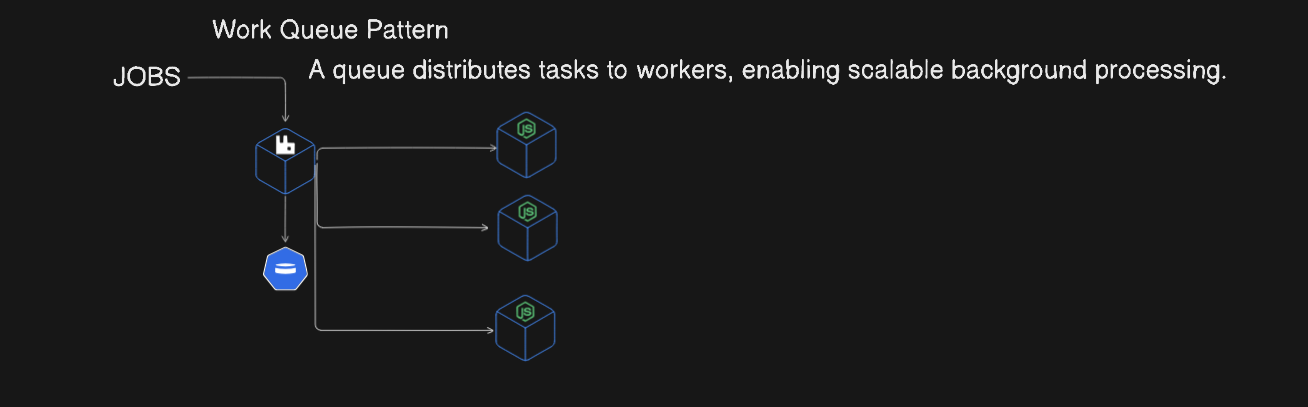 Work Queue Pattern
A queue distributes tasks to workers, enabling scalable background processing.
JOBS
JS
JS
JS